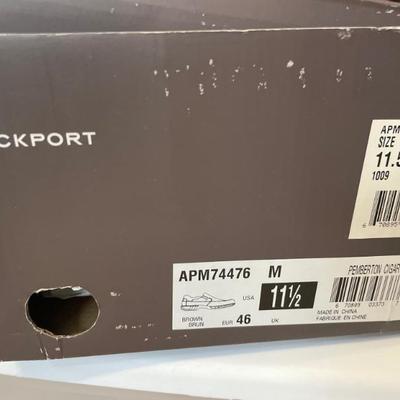 CKPORT
APM
SIZE
11.5
1009
APM74476 M
PEMBERTON CIGAR
USA 11½
BROWN
BRUN
EUR 46 UK
MADE IN CHINA
FABRIQUE EN CHINE